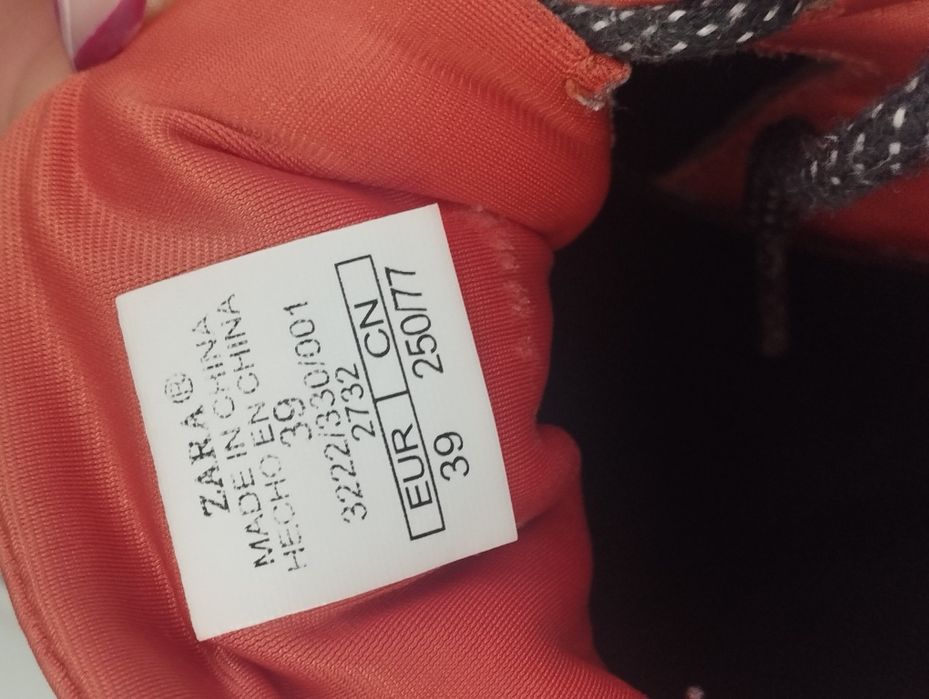 ZARA®
MADE IN CHINA
HECHO EN CHINA
39
3222/330/001
2732
EUR CN
39 250/77